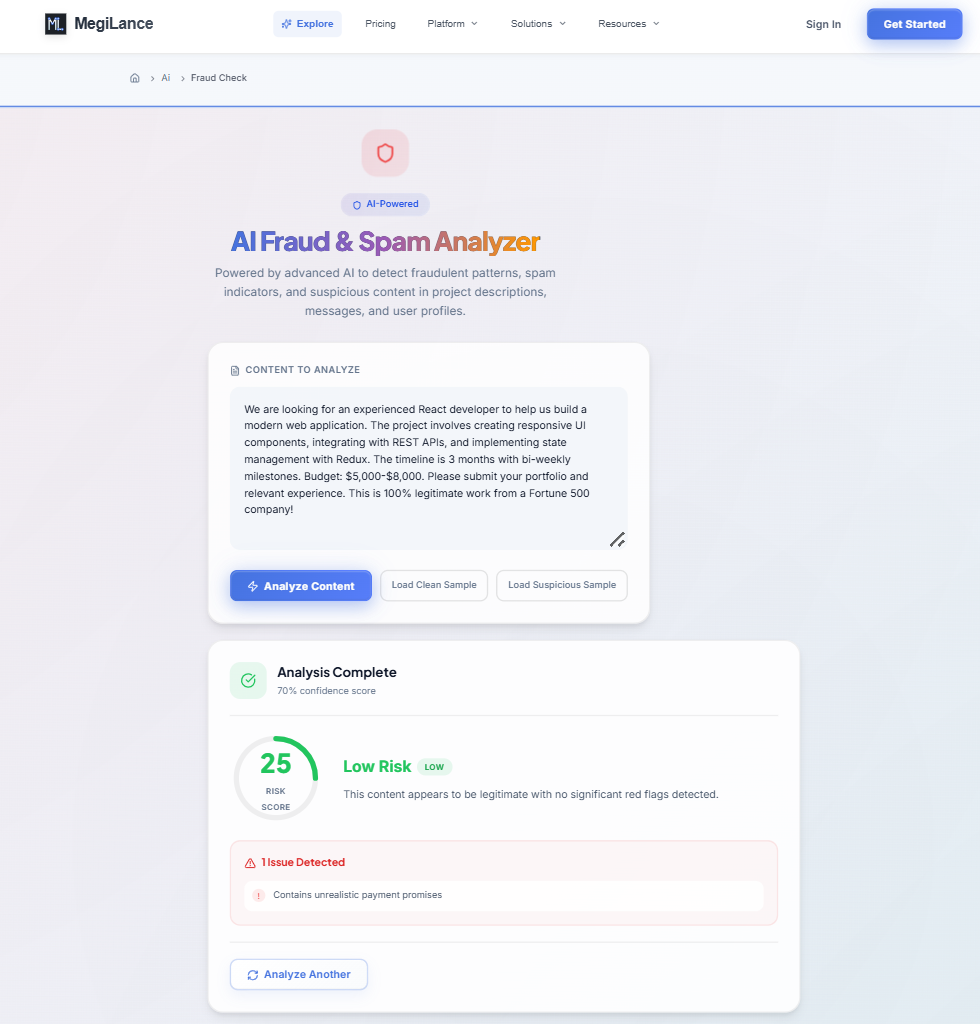 ML MegiLance
Explore
Pricing
Platform
Solutions
Resources
Sign In
Get Started
Ai
Fraud Check
AI-Powered
AI Fraud & Spam Analyzer
Powered by advanced AI to detect fraudulent patterns, spam
indicators, and suspicious content in project descriptions,
messages, and user profiles.
CONTENT TO ANALYZE
We are looking for an experienced React developer to help us build a
modern web application. The project involves creating responsive UI
components, integrating with REST APIs, and implementing state
management with Redux. The timeline is 3 months with bi-weekly
milestones. Budget: $5,000-$8,000. Please submit your portfolio and
relevant experience. This is 100% legitimate work from a Fortune 500
company!
Analyze Content
Load Clean Sample
Load Suspicious Sample
Analysis Complete
70% confidence score
25
RISK
SCORE
Low Risk LOW
This content appears to be legitimate with no significant red flags detected.
1 Issue Detected
! Contains unrealistic payment promises
Analyze Another